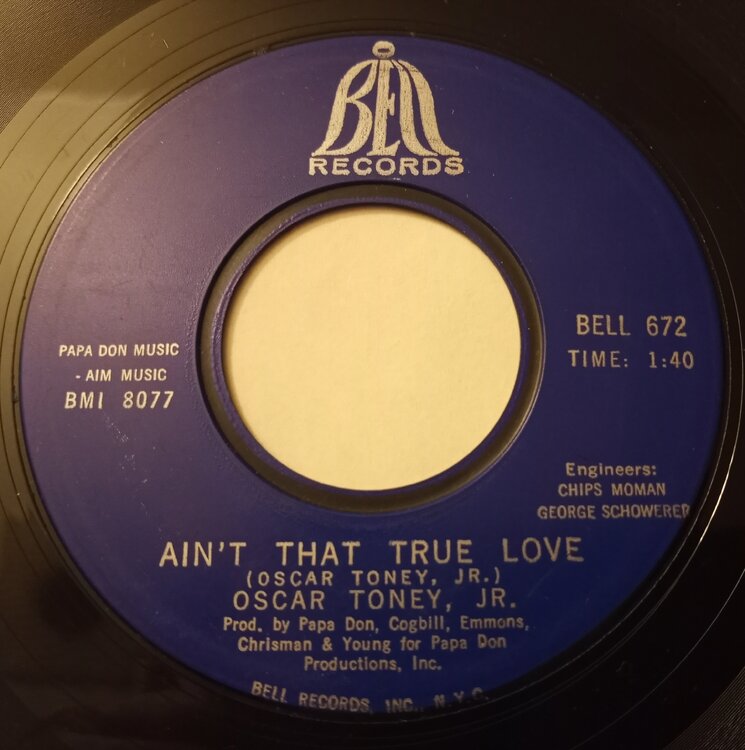 BELL
RECORDS
PAPA DON MUSIC
- AIM MUSIC
BMI 8077
BELL 672
TIME: 1:40
Engineers:
CHIPS MOMAN
GEORGE SCHOWERER
AIN'T THAT TRUE LOVE
(OSCAR TONEY, JR.)
OSCAR TONEY, JR.
Prod. by Papa Don, Cogbill, Emmons,
Chrisman & Young for Papa Don
Productions, Inc.
BELL RECORDS, INC., N.Y.C.